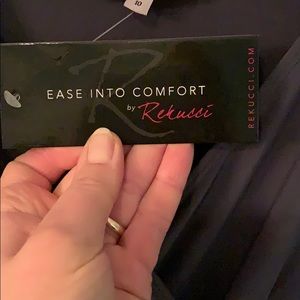 10
EASE INTO COMFORT
by Rekucci
REKUCCI.COM
R